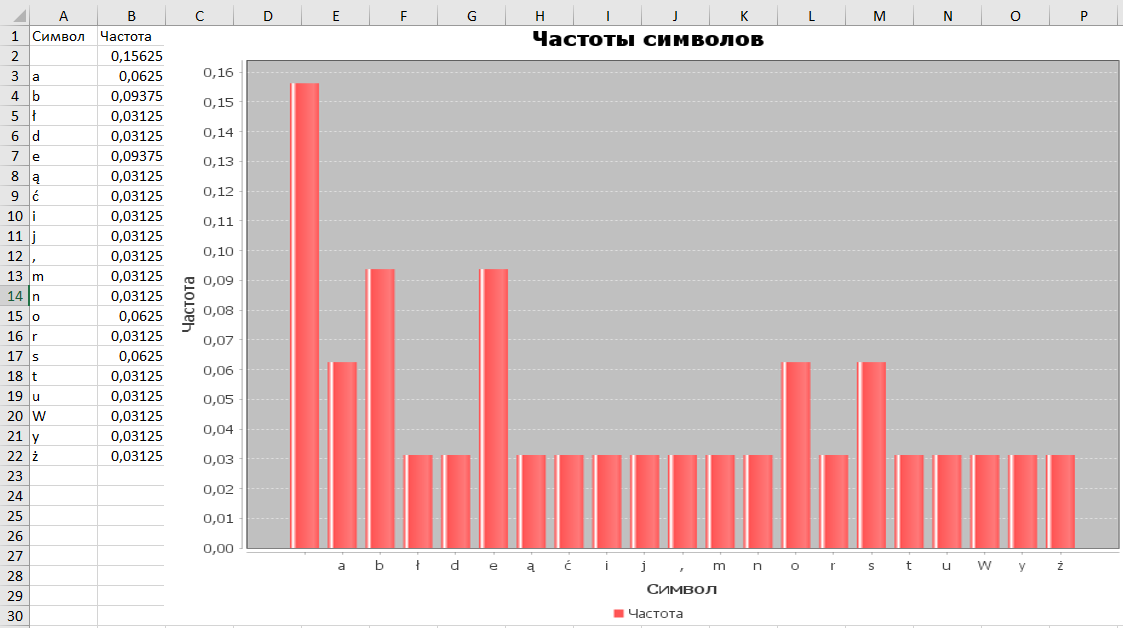 A B C D E F G H I J K L M N O P
1 Символ Частота
2 0,15625
3 a 0,0625
4 b 0,09375
5 ł 0,03125
6 d 0,03125
7 e 0,09375
8 ą 0,03125
9 ć 0,03125
10 i 0,03125
11 j 0,03125
12 , 0,03125
13 m 0,03125
14 n 0,03125
15 o 0,0625
16 r 0,03125
17 s 0,0625
18 t 0,03125
19 u 0,03125
20 W 0,03125
21 y 0,03125
22 ż 0,03125
23
24
25
26
27
28
29
30
Частоты символов
0,16
0,15
0,14
0,13
0,12
0,11
0,10
0,09
0,08
0,07
0,06
0,05
0,04
0,03
0,02
0,01
0,00
Частота
a b ł d e ą ć i j , m n o r s t u W y ż
Символ
Частота